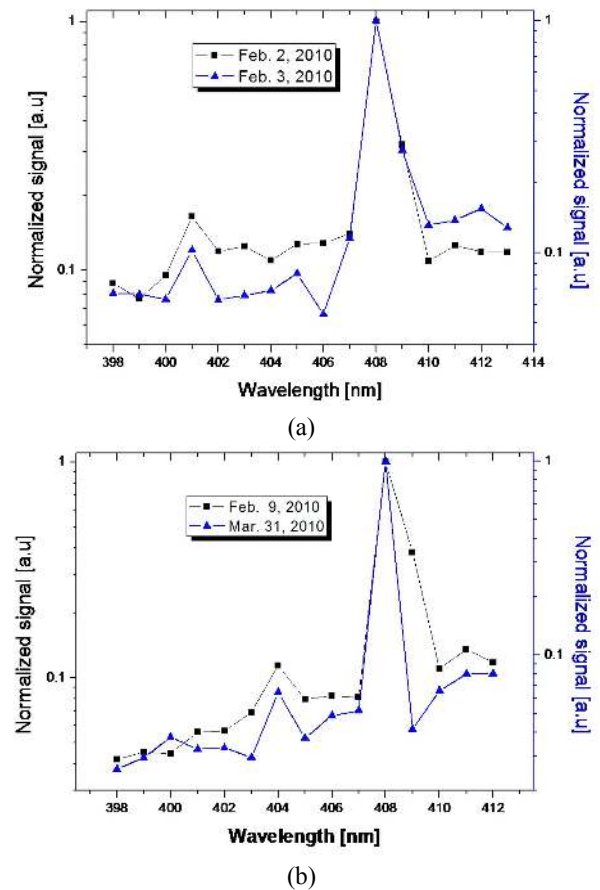 1
1
Feb. 2, 2010
Feb. 3, 2010
Normalized signal [a.u]
Normalized signal [a.u]
0.1
0.1
398 400 402 404 406 408 410 412 414
Wavelength [nm]
(a)
1
1
Feb. 9, 2010
Mar. 31, 2010
Normalized signal [a.u]
Normalized signal [a.u]
0.1
0.1
398 400 402 404 406 408 410 412
Wavelength [nm]
(b)